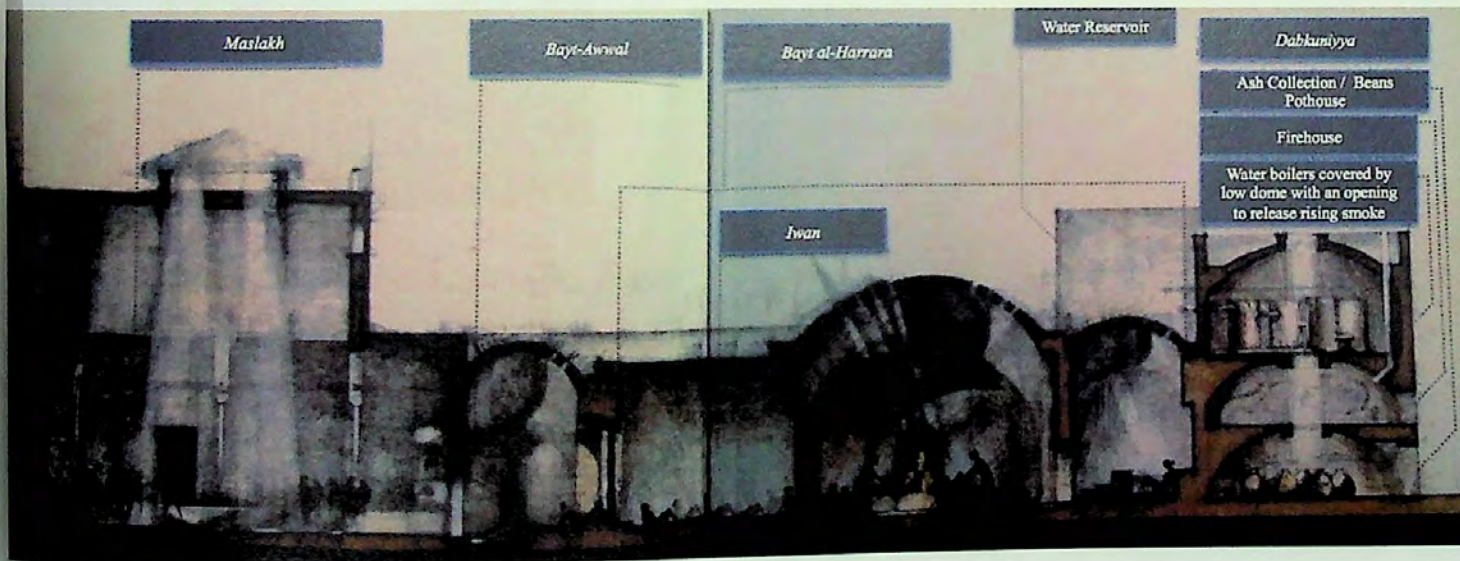 Maslakh
Bayt-Awwal
Bayt al-Harrara
Water Reservoir
Dabkuniyya
Ash Collection / Beans
Pothouse
Firehouse
Water boilers covered by
low dome with an opening
to release rising smoke
Iwan